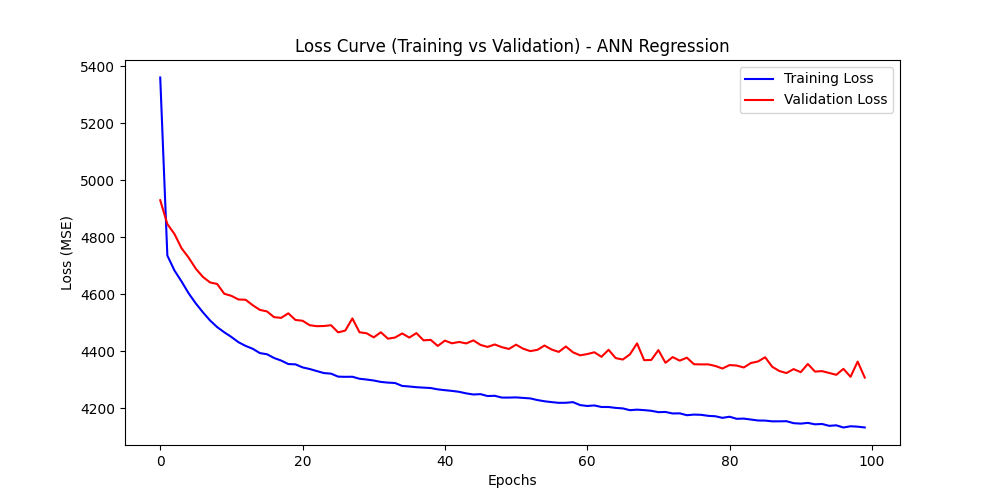 Loss Curve (Training vs Validation) - ANN Regression
5400
5200
5000
4800
4600
4400
4200
Loss (MSE)
Training Loss
Validation Loss
0 20 40 60 80 100
Epochs